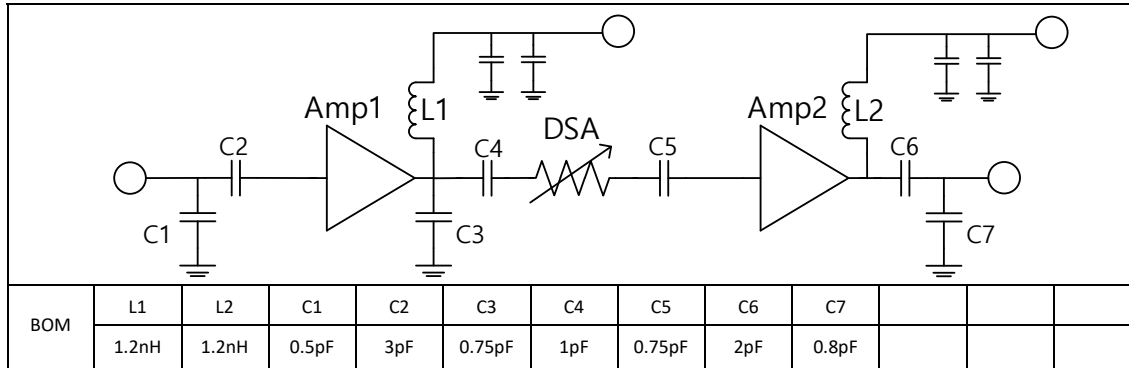 Amp1
L1
Amp2
L2
DSA
C2
C4
C5
C6
C1
C3
C7
BOM
L1 L2 C1 C2 C3 C4 C5 C6 C7
1.2nH 1.2nH 0.5pF 3pF 0.75pF 1pF 0.75pF 2pF 0.8pF